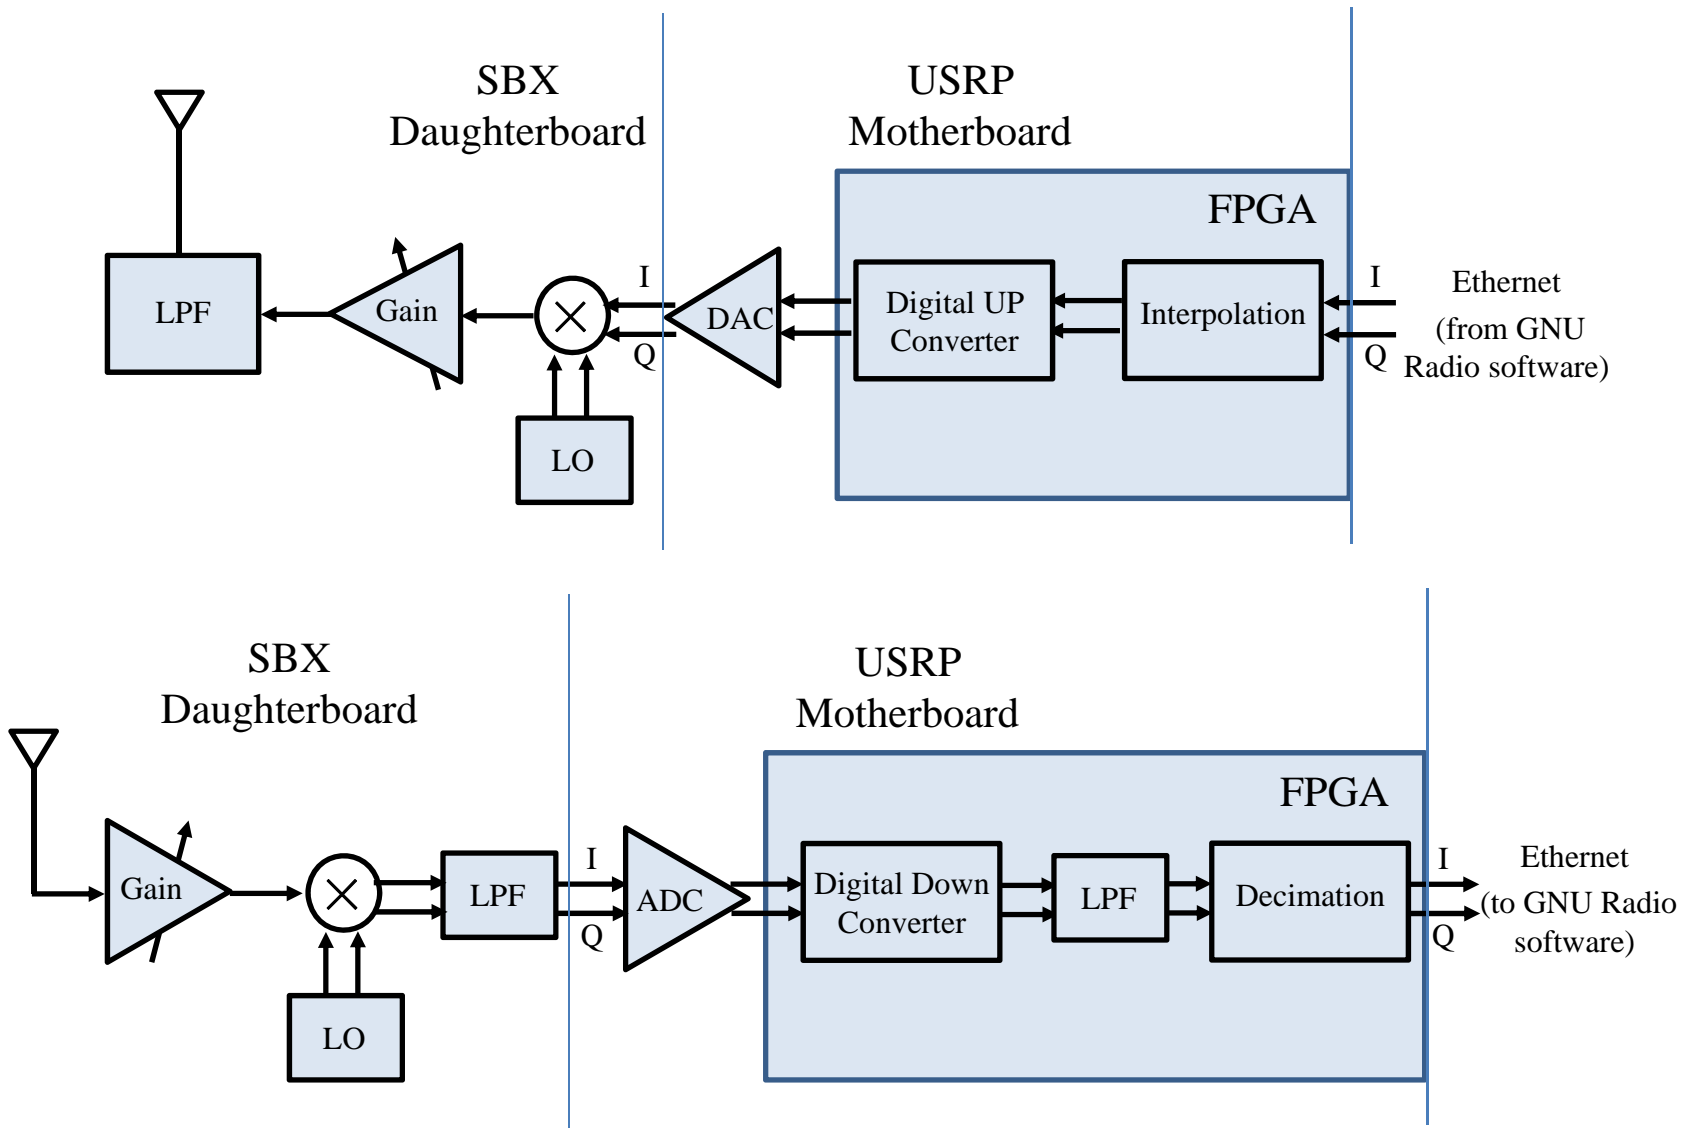 SBX
Daughterboard
USRP
Motherboard
FPGA
LPF
Gain
I
Q
LO
DAC
Digital UP
Converter
Interpolation
I
Q
Ethernet
(from GNU
Radio software)
SBX
Daughterboard
USRP
Motherboard
FPGA
Gain
LO
LPF
I
Q
ADC
Digital Down
Converter
LPF
Decimation
I
Q
Ethernet
(to GNU Radio
software)